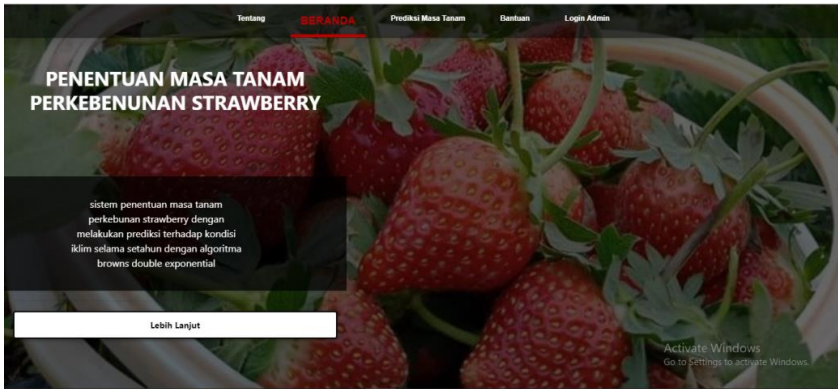 Tentang BERANDA Prediksi Masa Tanam Bantuan Login Admin
PENENTUAN MASA TANAM
PERKEBENUNAN STRAWBERRY
sistem penentuan masa tanam
perkebunan strawberry dengan
melakukan prediksi terhadap kondisi
iklim selama setahun dengan algoritma
browns double exponential
Lebih Lanjut
Activate Windows
Go to Settings to activate Windows.